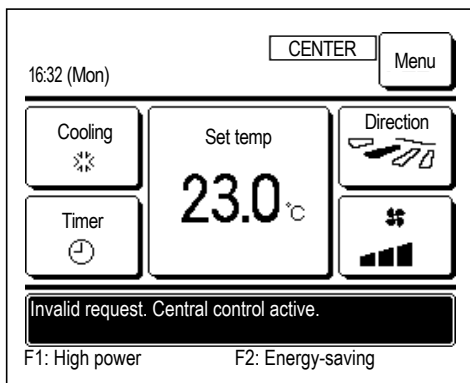 CENTER
Menu
16:32 (Mon)
Cooling
Set temp
Direction
23.0 °C
Timer
Invalid request. Central control active.
F1: High power F2: Energy-saving